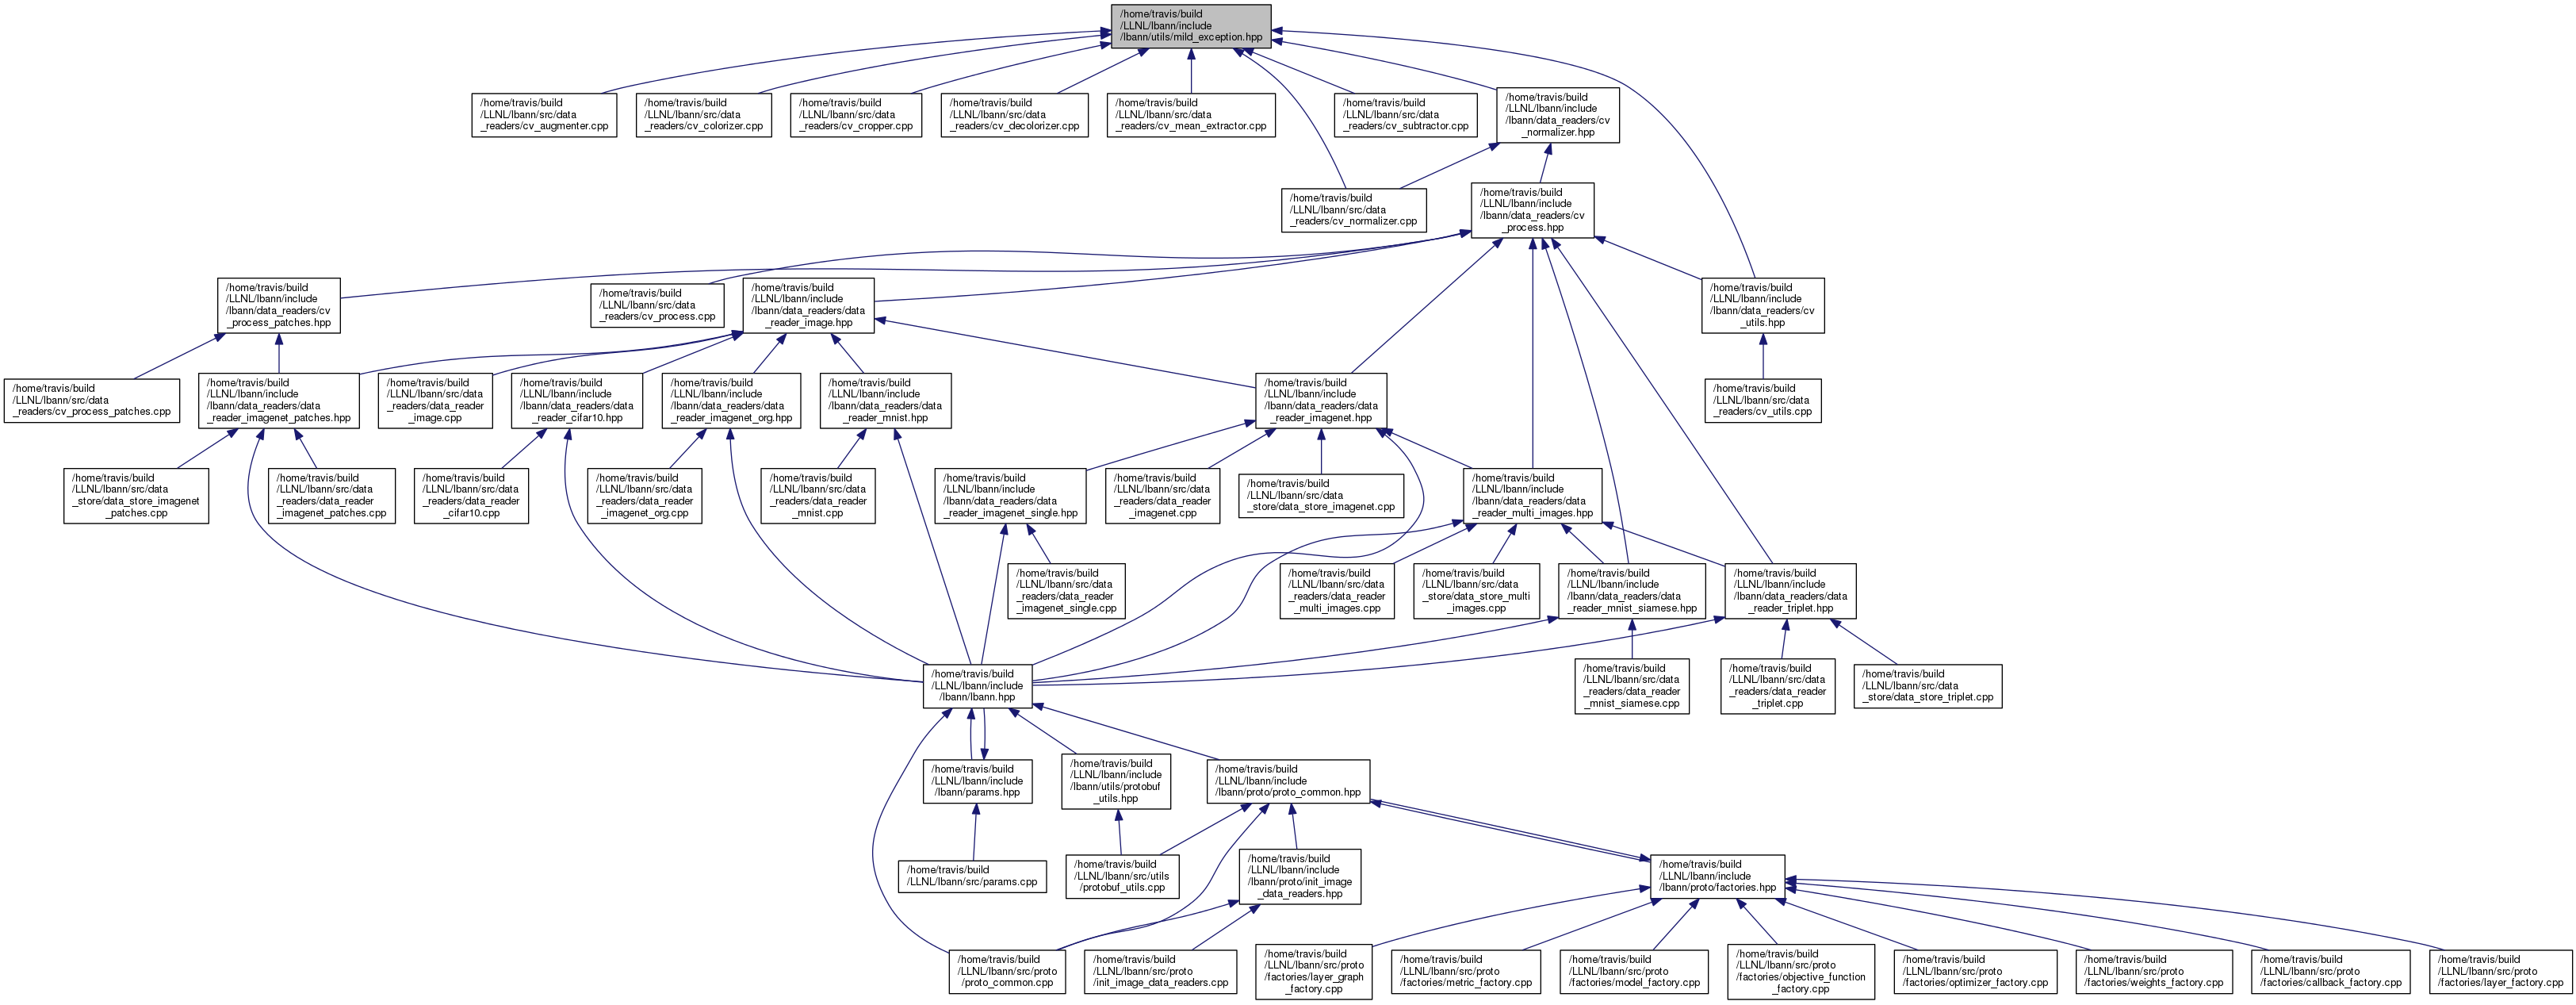 /home/travis/build
/LLNL/lbann/include
/lbann/utils/mild_exception.hpp
/home/travis/build
/LLNL/lbann/src/data
_readers/cv_augmenter.cpp
/home/travis/build
/LLNL/lbann/src/data
_readers/cv_colorizer.cpp
/home/travis/build
/LLNL/lbann/src/data
_readers/cv_cropper.cpp
/home/travis/build
/LLNL/lbann/src/data
_readers/cv_decolorizer.cpp
/home/travis/build
/LLNL/lbann/src/data
_readers/cv_mean_extractor.cpp
/home/travis/build
/LLNL/lbann/src/data
_readers/cv_subtractor.cpp
/home/travis/build
/LLNL/lbann/include
/lbann/data_readers/cv
_normalizer.hpp
/home/travis/build
/LLNL/lbann/src/data
_readers/cv_normalizer.cpp
/home/travis/build
/LLNL/lbann/include
/lbann/data_readers/cv
_process.hpp
/home/travis/build
/LLNL/lbann/include
/lbann/data_readers/cv
_process_patches.hpp
/home/travis/build
/LLNL/lbann/src/data
_readers/cv_process.cpp
/home/travis/build
/LLNL/lbann/include
/lbann/data_readers/data
_reader_image.hpp
/home/travis/build
/LLNL/lbann/include
/lbann/data_readers/cv
_utils.hpp
/home/travis/build
/LLNL/lbann/src/data
_readers/cv_process_patches.cpp
/home/travis/build
/LLNL/lbann/include
/lbann/data_readers/data
_reader_imagenet_patches.hpp
/home/travis/build
/LLNL/lbann/src/data
_readers/data_reader
_image.cpp
/home/travis/build
/LLNL/lbann/include
/lbann/data_readers/data
_reader_cifar10.hpp
/home/travis/build
/LLNL/lbann/include
/lbann/data_readers/data
_reader_imagenet_org.hpp
/home/travis/build
/LLNL/lbann/include
/lbann/data_readers/data
_reader_mnist.hpp
/home/travis/build
/LLNL/lbann/include
/lbann/data_readers/data
_reader_imagenet.hpp
/home/travis/build
/LLNL/lbann/src/data
_readers/cv_utils.cpp
/home/travis/build
/LLNL/lbann/src/data
_store/data_store_imagenet
_patches.cpp
/home/travis/build
/LLNL/lbann/src/data
_readers/data_reader
_imagenet_patches.cpp
/home/travis/build
/LLNL/lbann/src/data
_readers/data_reader
_cifar10.cpp
/home/travis/build
/LLNL/lbann/src/data
_readers/data_reader
_imagenet_org.cpp
/home/travis/build
/LLNL/lbann/src/data
_readers/data_reader
_mnist.cpp
/home/travis/build
/LLNL/lbann/include
/lbann/data_readers/data
_reader_imagenet_single.hpp
/home/travis/build
/LLNL/lbann/src/data
_readers/data_reader
_imagenet.cpp
/home/travis/build
/LLNL/lbann/src/data
_store/data_store_imagenet.cpp
/home/travis/build
/LLNL/lbann/include
/lbann/data_readers/data
_reader_multi_images.hpp
/home/travis/build
/LLNL/lbann/src/data
_readers/data_reader
_imagenet_single.cpp
/home/travis/build
/LLNL/lbann/src/data
_readers/data_reader
_multi_images.cpp
/home/travis/build
/LLNL/lbann/src/data
_store/data_store_multi
_images.cpp
/home/travis/build
/LLNL/lbann/include
/lbann/data_readers/data
_reader_mnist_siamese.hpp
/home/travis/build
/LLNL/lbann/include
/lbann/data_readers/data
_reader_triplet.hpp
/home/travis/build
/LLNL/lbann/include
/lbann/lbann.hpp
/home/travis/build
/LLNL/lbann/src/data
_readers/data_reader
_mnist_siamese.cpp
/home/travis/build
/LLNL/lbann/src/data
_readers/data_reader
_triplet.cpp
/home/travis/build
/LLNL/lbann/src/data
_store/data_store_triplet.cpp
/home/travis/build
/LLNL/lbann/include
/lbann/params.hpp
/home/travis/build
/LLNL/lbann/include
/lbann/utils/protobuf
_utils.hpp
/home/travis/build
/LLNL/lbann/include
/lbann/proto/proto_common.hpp
/home/travis/build
/LLNL/lbann/src/params.cpp
/home/travis/build
/LLNL/lbann/src/utils
/protobuf_utils.cpp
/home/travis/build
/LLNL/lbann/include
/lbann/proto/init_image
_data_readers.hpp
/home/travis/build
/LLNL/lbann/include
/lbann/proto/factories.hpp
/home/travis/build
/LLNL/lbann/src/proto
/proto_common.cpp
/home/travis/build
/LLNL/lbann/src/proto
/init_image_data_readers.cpp
/home/travis/build
/LLNL/lbann/src/proto
/factories/layer_graph
_factory.cpp
/home/travis/build
/LLNL/lbann/src/proto
/factories/metric_factory.cpp
/home/travis/build
/LLNL/lbann/src/proto
/factories/model_factory.cpp
/home/travis/build
/LLNL/lbann/src/proto
/factories/objective_function
_factory.cpp
/home/travis/build
/LLNL/lbann/src/proto
/factories/optimizer_factory.cpp
/home/travis/build
/LLNL/lbann/src/proto
/factories/weights_factory.cpp
/home/travis/build
/LLNL/lbann/src/proto
/factories/callback_factory.cpp
/home/travis/build
/LLNL/lbann/src/proto
/factories/layer_factory.cpp